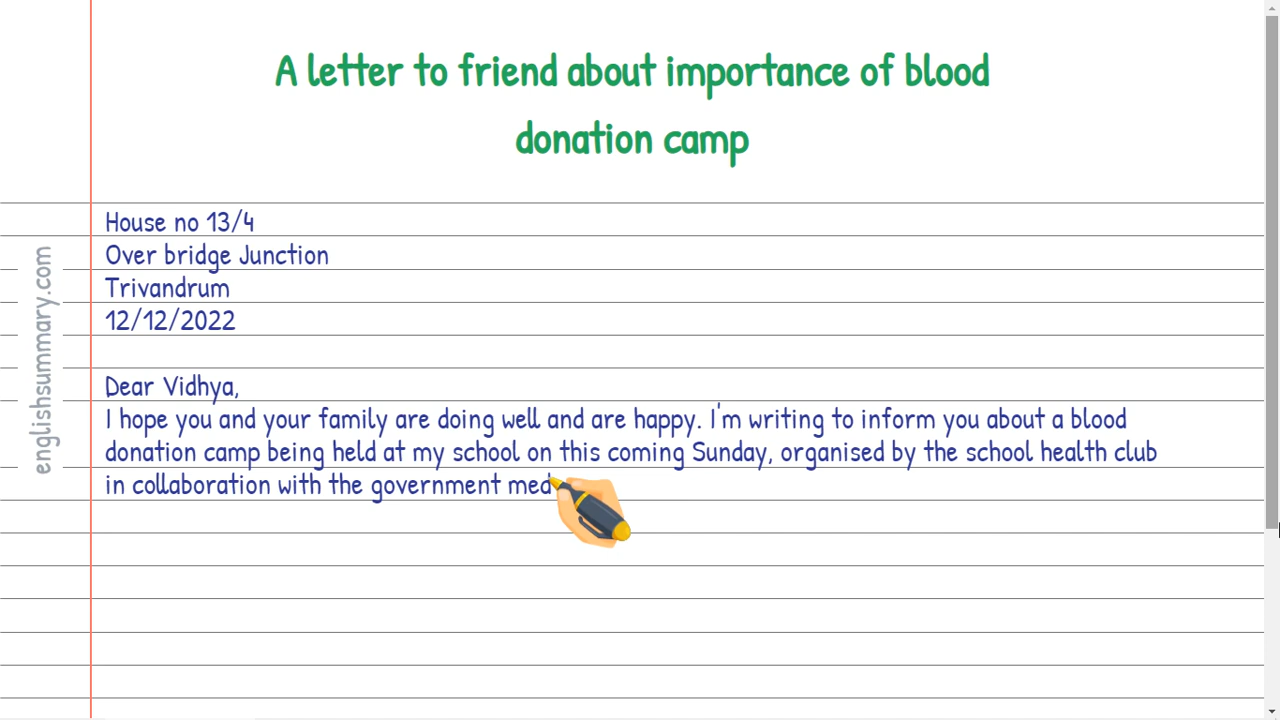 A letter to friend about importance of blood
donation camp
House no 13/4
Over bridge Junction
Trivandrum
12/12/2022
Dear Vidhya,
I hope you and your family are doing well and are happy. I'm writing to inform you about a blood
donation camp being held at my school on this coming Sunday, organised by the school health club
in collaboration with the government med
englishsummary.com